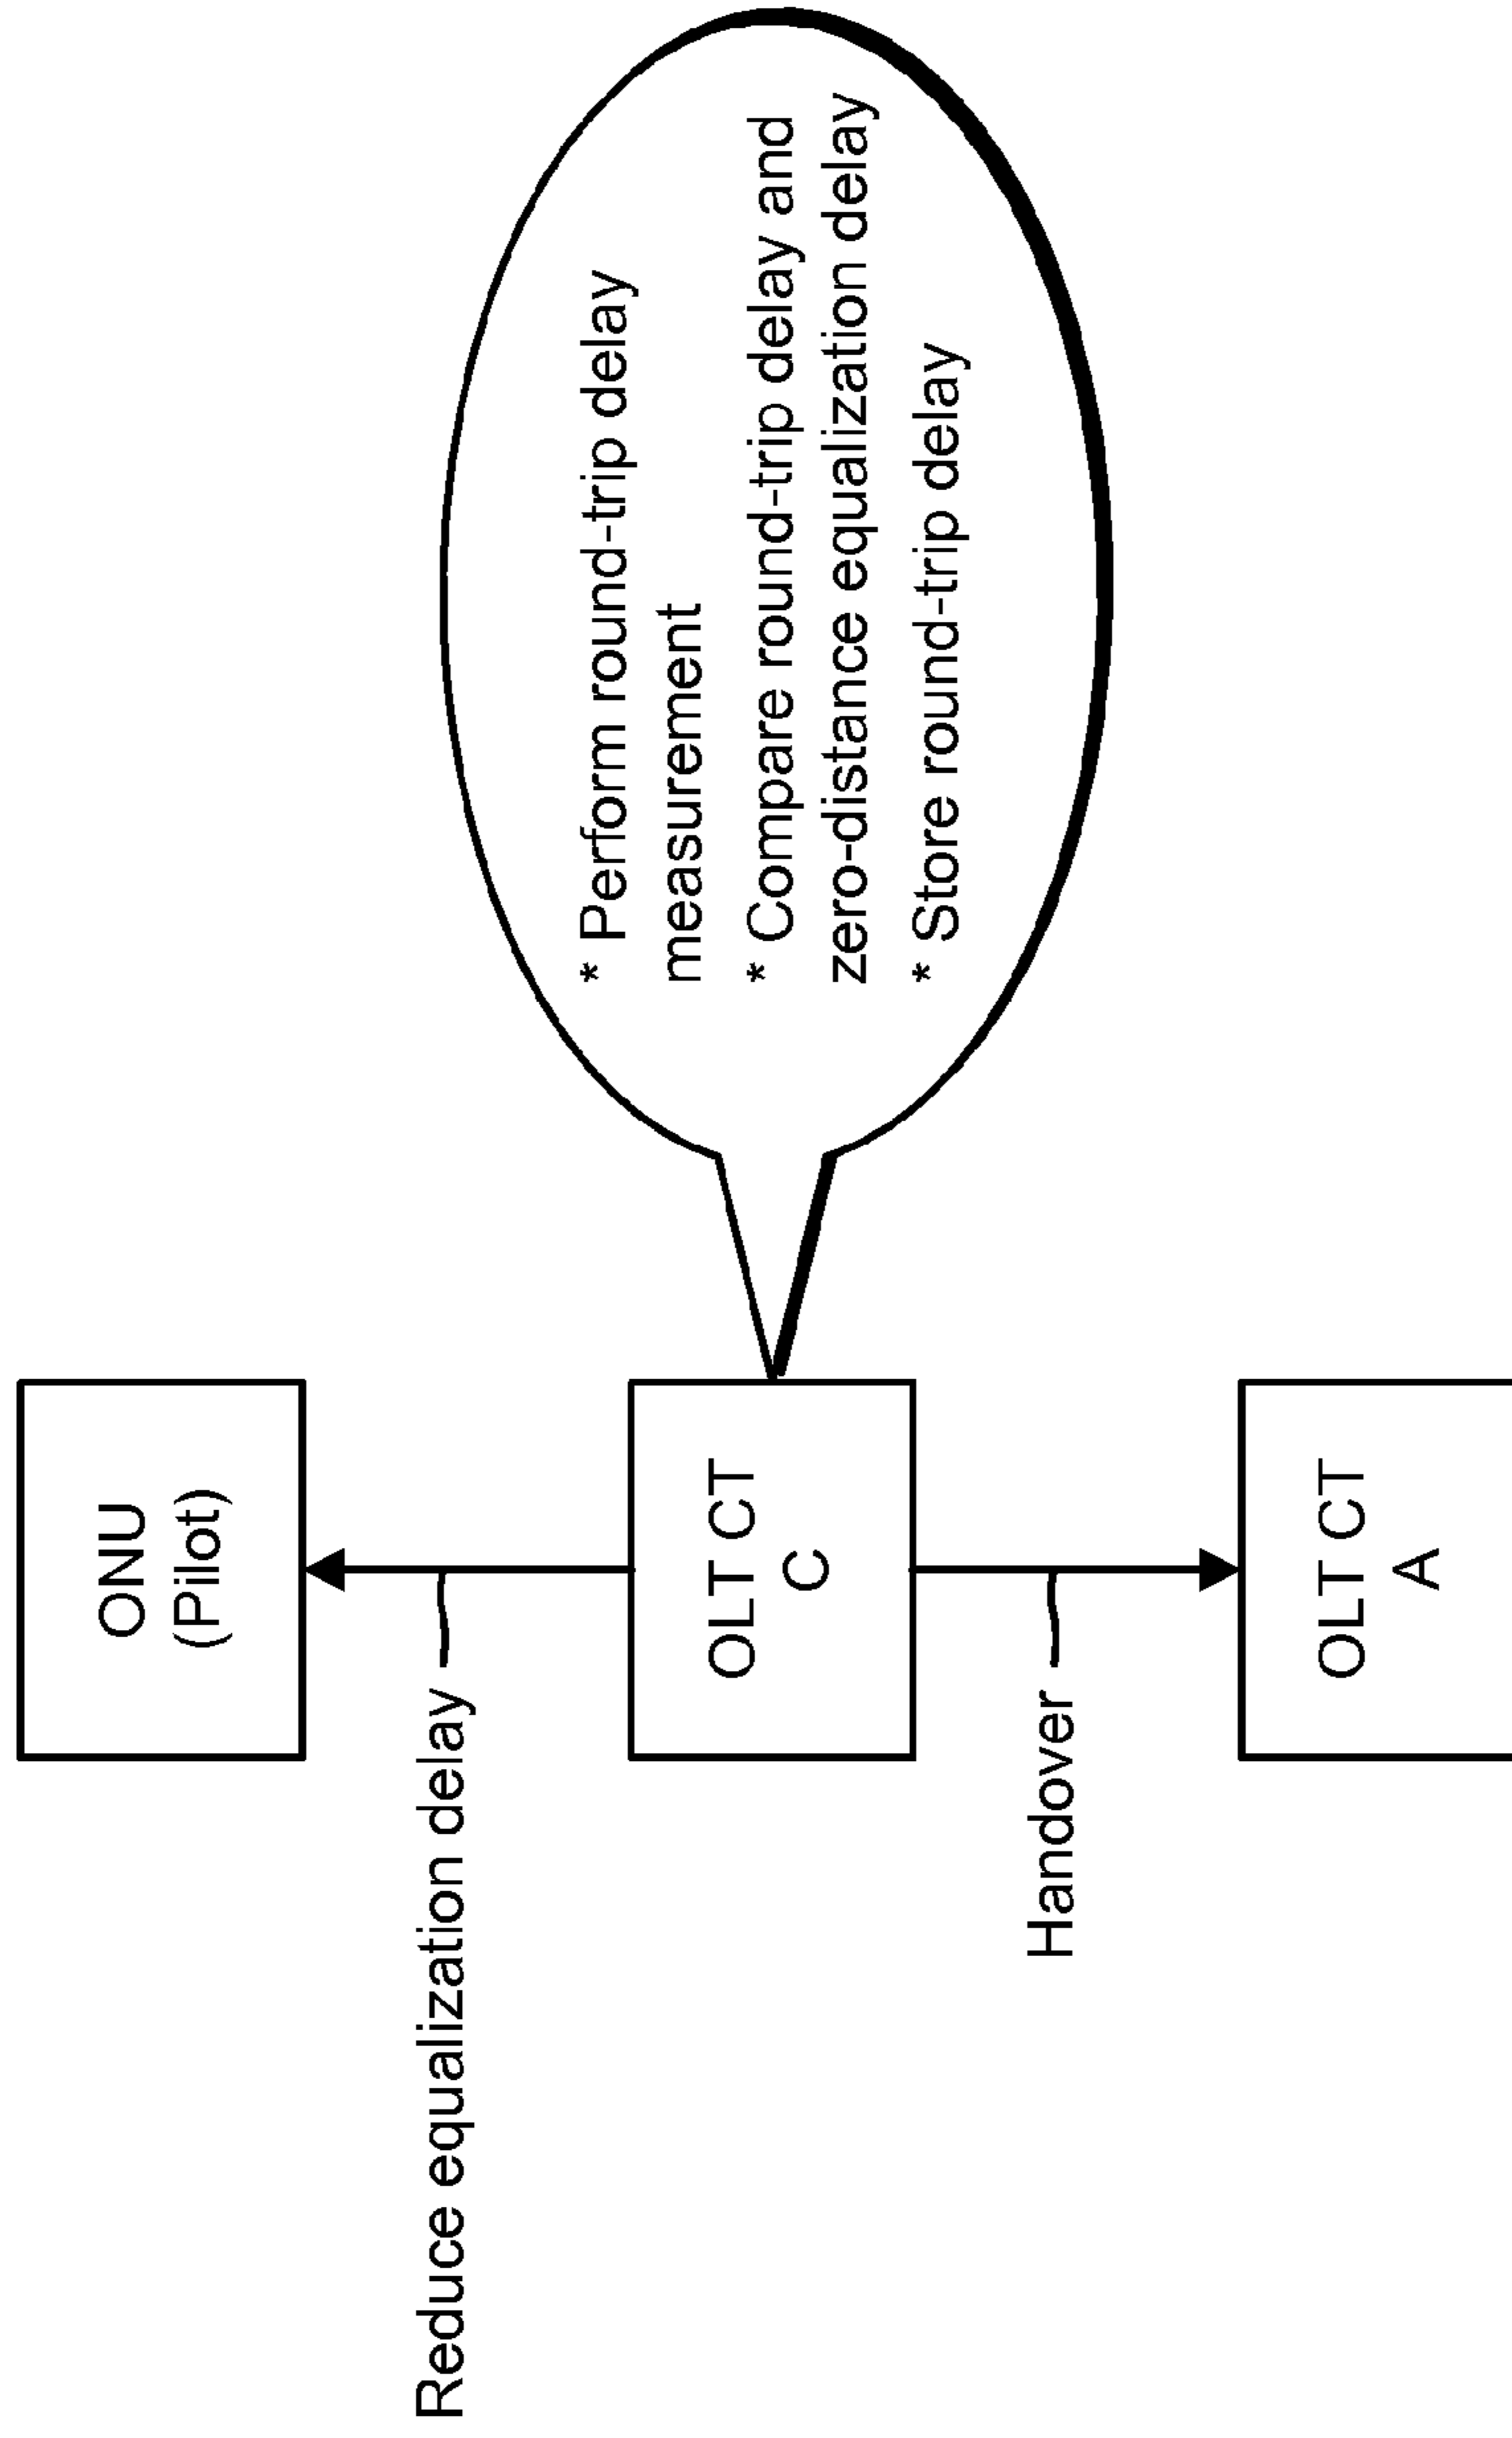 ONU
(Pilot)
Reduce equalization delay
OLT CT
C
* Perform round-trip delay
measurement
* Compare round-trip delay and
zero-distance equalization delay
* Store round-trip delay
Handover
OLT CT
A